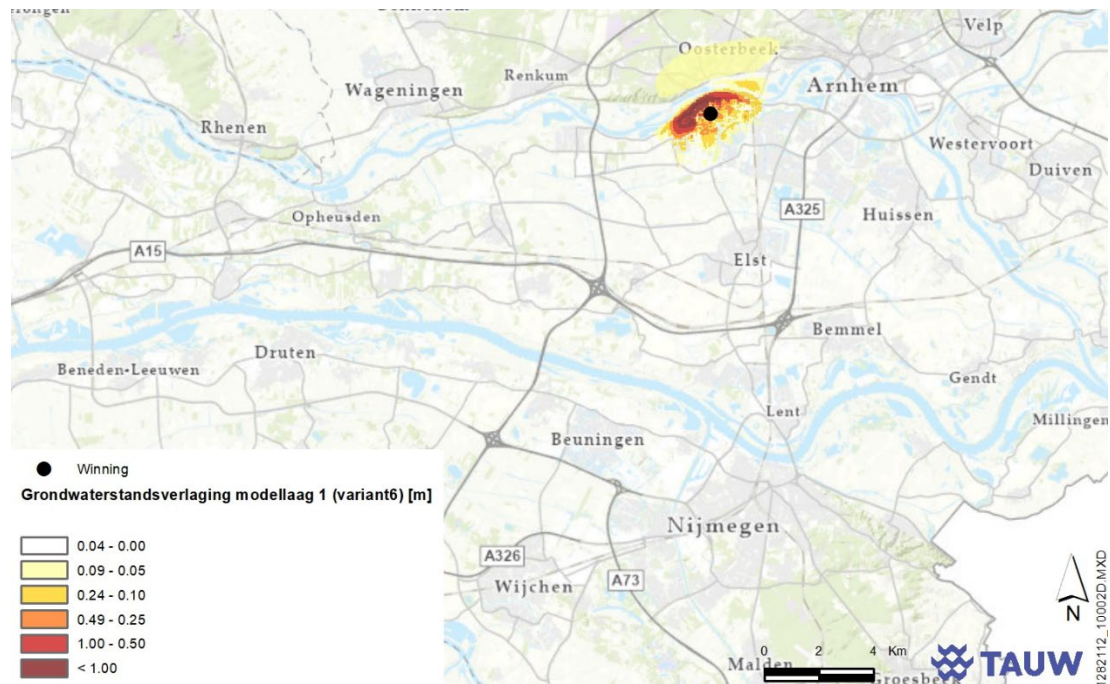 Velp
Oosterbeek
Renkum
Arnhem
Wageningen
Rhenen
Westervoort
Duiven
Opheusden
A325
Huissen
A15
Elst
Bemmel
Druten
Beneden-Leeuwen
Gendt
Lent
Millingen
Beuningen
Winning
Grondwaterstandsverlaging modellaag 1 (variant6) [m]
Nijmegen
0.04 - 0.00
A326
0.09 - 0.05
A73
Wijchen
0.24 - 0.10
0.49 - 0.25
N
1.00 - 0.50
0 2 4 Km
TAUW
< 1.00
Malden
Groesbeek
1282112_10002D.MXD